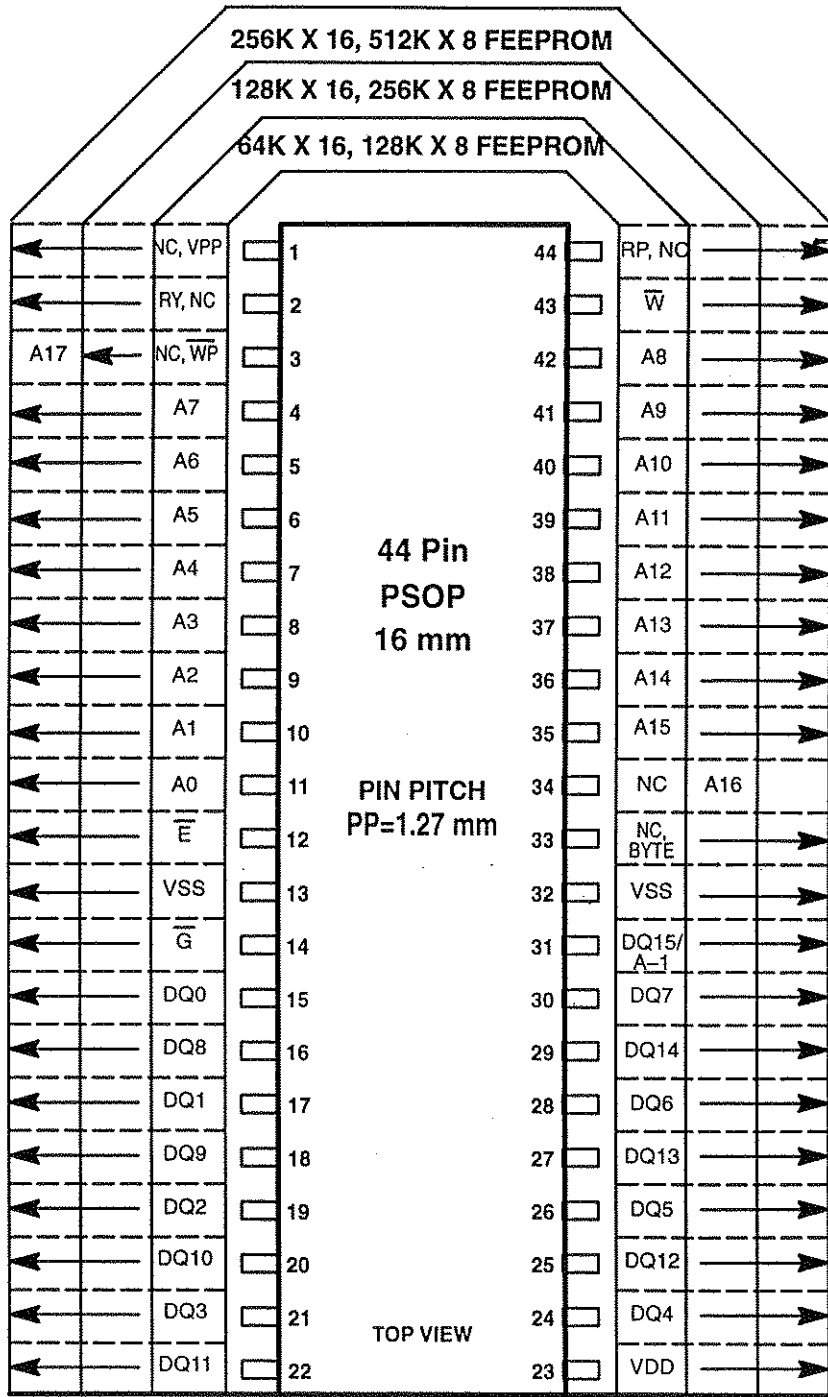 256K X 16, 512K X 8 FEEPROM
128K X 16, 256K X 8 FEEPROM
64K X 16, 128K X 8 FEEPROM
NC, VPP 1 44 RP, NC
RY, NC 2 43 W̅
A17 NC, W̅P̅ 3 42 A8
A7 4 41 A9
A6 5 40 A10
A5 6 39 A11
A4 7 38 A12
A3 8 37 A13
A2 9 36 A14
A1 10 35 A15
A0 11 34 NC A16
E̅ 12 33 NC, BYTE
VSS 13 32 VSS
G̅ 14 31 DQ15/A–1
DQ0 15 30 DQ7
DQ8 16 29 DQ14
DQ1 17 28 DQ6
DQ9 18 27 DQ13
DQ2 19 26 DQ5
DQ10 20 25 DQ12
DQ3 21 24 DQ4
DQ11 22 23 VDD
44 Pin
PSOP
16 mm
PIN PITCH
PP=1.27 mm
TOP VIEW